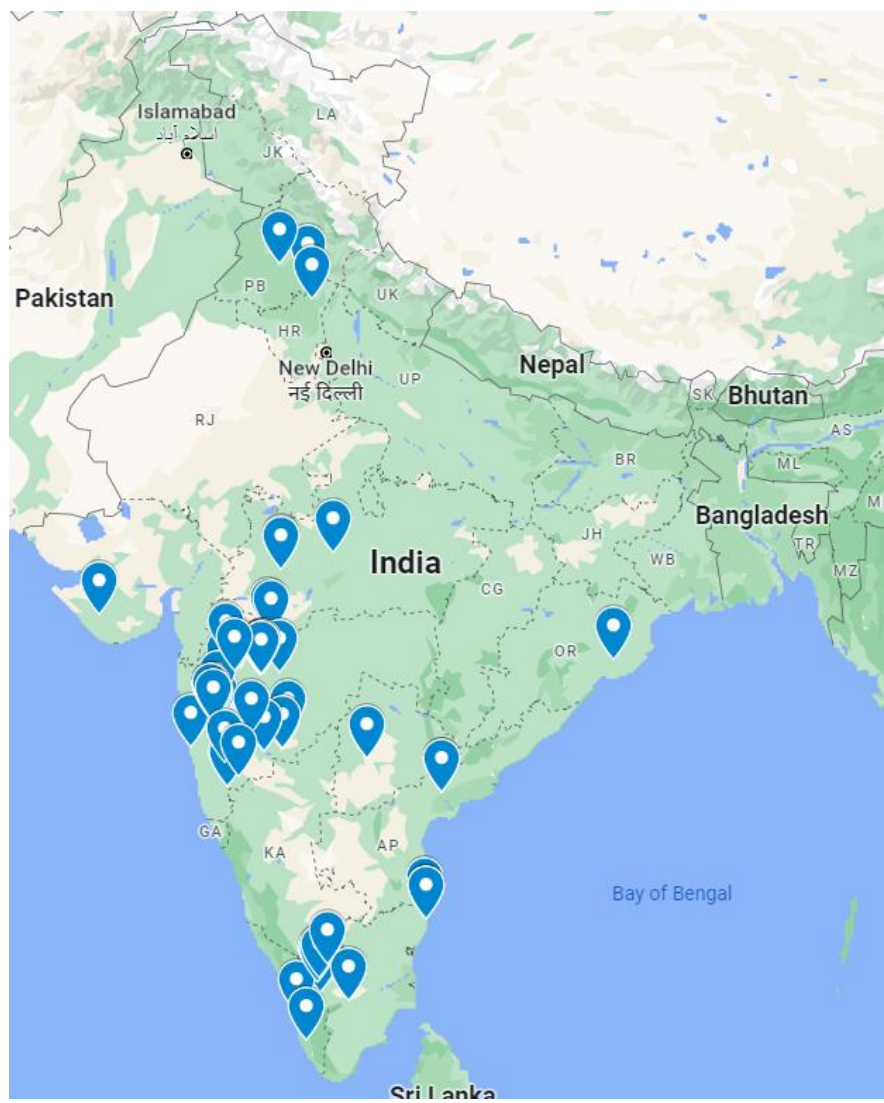 Islamabad
اسلام آباد
LA
JK
Pakistan
PB
UK
HR
New Delhi
नई दिल्ली
UP
Nepal
SK
Bhutan
RJ
AS
BR
ML
Bangladesh
M
India
JH
TR
WB
MZ
CG
OR
GA
KA
AP
Bay of Bengal
Sri Lanka